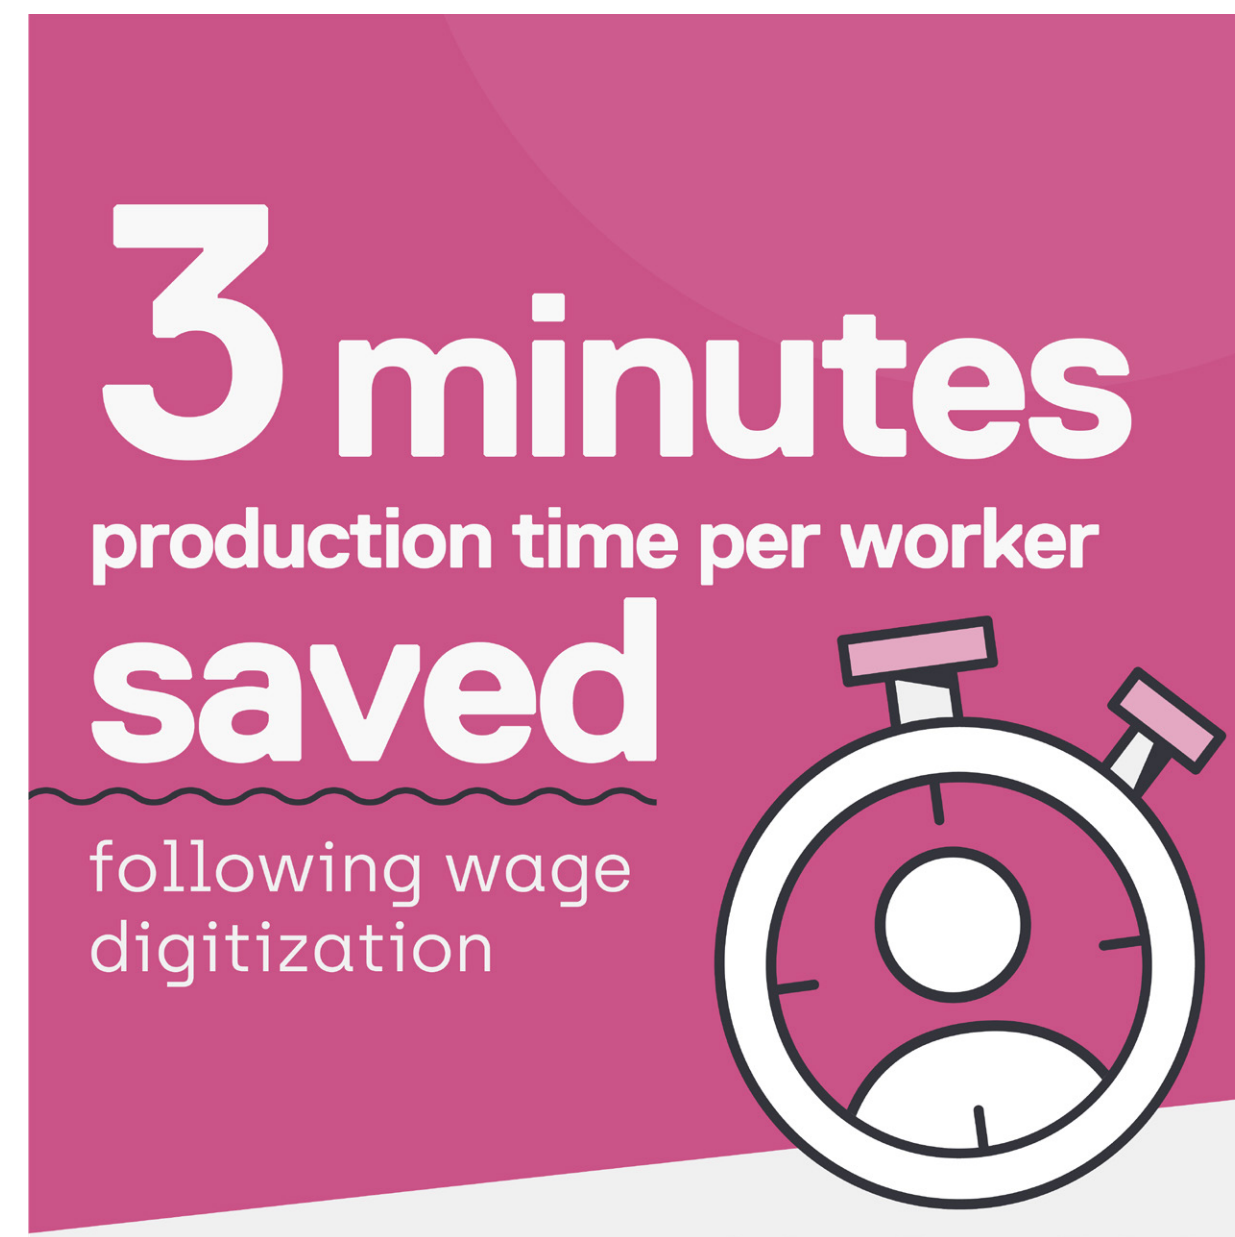 3 minutes
production time per worker
saved
following wage
digitization